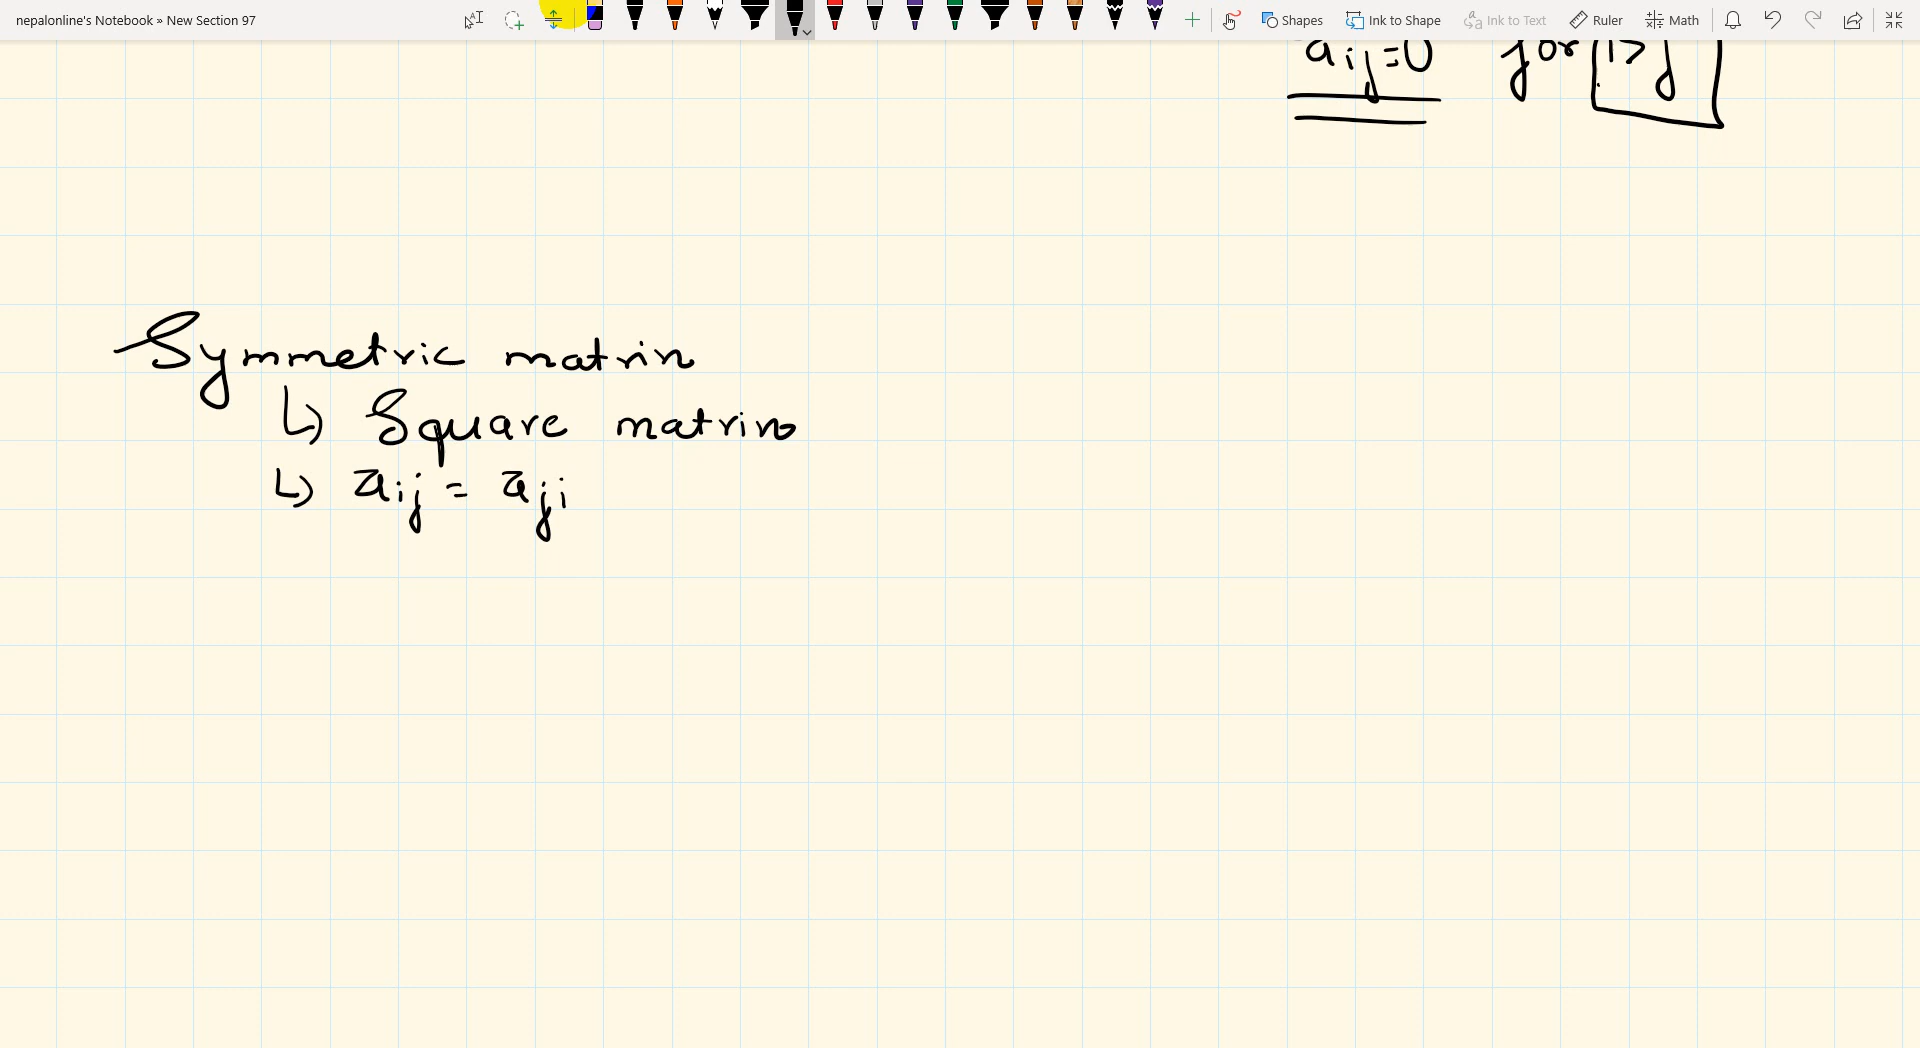 nepalonline's Notebook » New Section 97
Shapes
Ink to Shape
Ink to Text
Ruler
Math
aij=0 for i>j
Symmetric matrix
↳ Square matrix
↳ aij = aji